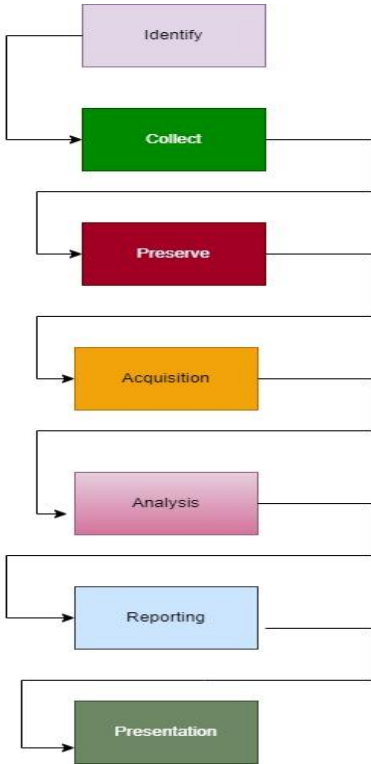 Identify
Collect
Preserve
Acquisition
Analysis
Reporting
Presentation